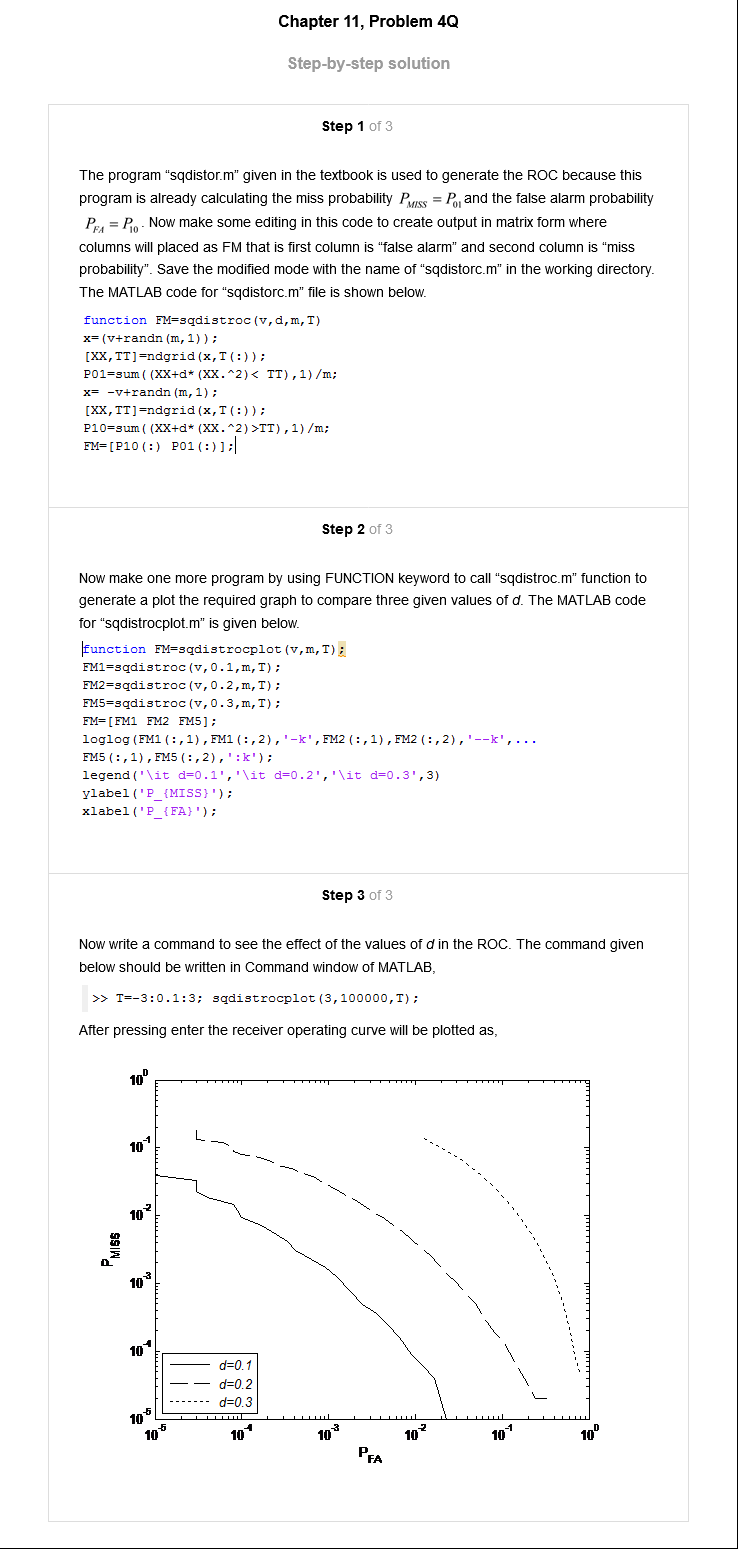 Chapter 11, Problem 4Q
Step-by-step solution
Step 1 of 3
The program “sqdistor.m” given in the textbook is used to generate the ROC because this
program is already calculating the miss probability P_MISS = P_01 and the false alarm probability
P_FA = P_10 . Now make some editing in this code to create output in matrix form where
columns will placed as FM that is first column is “false alarm” and second column is “miss
probability”. Save the modified mode with the name of “sqdistorc.m” in the working directory.
The MATLAB code for “sqdistorc.m” file is shown below.
function FM=sqdistroc(v,d,m,T)
x=(v+randn(m,1));
[XX,TT]=ndgrid(x,T(:));
P01=sum((XX+d*(XX.^2)< TT),1)/m;
x= -v+randn(m,1);
[XX,TT]=ndgrid(x,T(:));
P10=sum((XX+d*(XX.^2)>TT),1)/m;
FM=[P10(:) P01(:)];
Step 2 of 3
Now make one more program by using FUNCTION keyword to call “sqdistroc.m” function to
generate a plot the required graph to compare three given values of d. The MATLAB code
for “sqdistrocplot.m” is given below.
function FM=sqdistrocplot(v,m,T);
FM1=sqdistroc(v,0.1,m,T);
FM2=sqdistroc(v,0.2,m,T);
FM5=sqdistroc(v,0.3,m,T);
FM=[FM1 FM2 FM5];
loglog(FM1(:,1),FM1(:,2),'-k',FM2(:,1),FM2(:,2),'--k',...
FM5(:,1),FM5(:,2),':k');
legend('\it d=0.1','\it d=0.2','\it d=0.3',3)
ylabel('P_{MISS}');
xlabel('P_{FA}');
Step 3 of 3
Now write a command to see the effect of the values of d in the ROC. The command given
below should be written in Command window of MATLAB,
>> T=-3:0.1:3; sqdistrocplot(3,100000,T);
After pressing enter the receiver operating curve will be plotted as,
10^0
10^-1
10^-2
10^-3
10^-4
10^-5
P_MISS
d=0.1
d=0.2
d=0.3
10^-5 10^-4 10^-3 10^-2 10^-1 10^0
P_FA